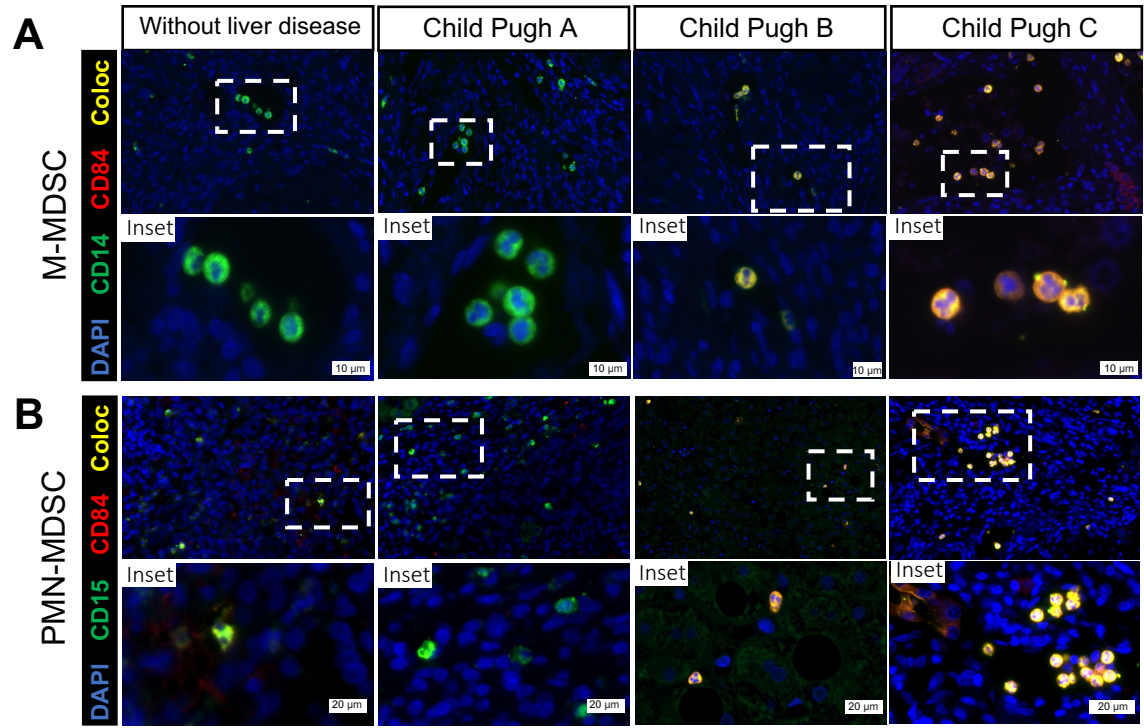 A
Without liver disease
Child Pugh A
Child Pugh B
Child Pugh C
M-MDSC
DAPI CD14 CD84 Coloc
Inset
Inset
Inset
Inset
10 µm
10 µm
10 µm
10 µm
B
PMN-MDSC
DAPI CD15 CD84 Coloc
Inset
Inset
Inset
Inset
20 µm
20 µm
20 µm
20 µm